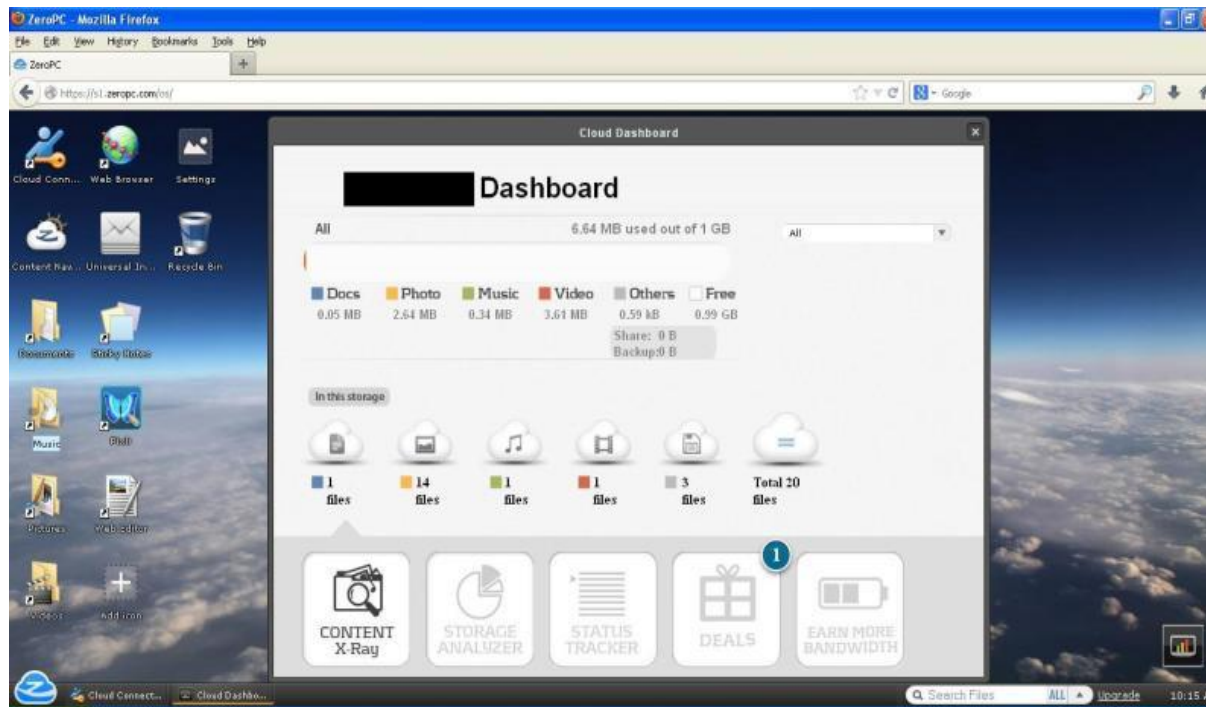 ZeroPC - Mozilla Firefox
File Edit View History Bookmarks Tools Help
ZeroPC +
https://s1.zeropc.com/os/
Google
Cloud Dashboard
Cloud Conn... Web Browser Settings
Dashboard
All 6.64 MB used out of 1 GB All
Content Nav... Universal In... Recycle Bin
Docs Photo Music Video Others Free
0.05 MB 2.64 MB 0.34 MB 3.61 MB 0.59 kB 0.99 GB
Share: 0 B
Backup:0 B
Documents Sticky Notes
In this storage
Music
1 files 14 files 1 files 1 files 3 files Total 20 files
Pictures Web Editor
1
Videos Add icon
CONTENT X-Ray
STORAGE ANALYZER
STATUS TRACKER
DEALS
EARN MORE BANDWIDTH
Cloud Connect... Cloud Dashbo... Search Files ALL Upgrade 10:15